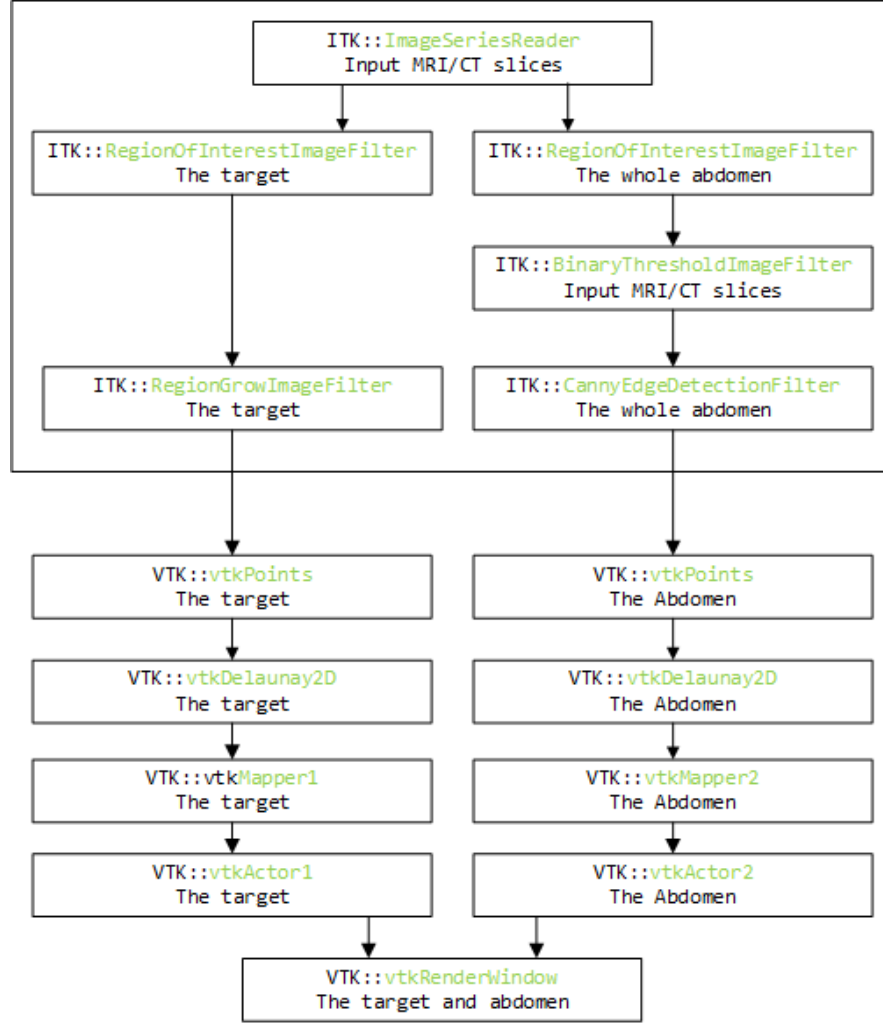 ITK::ImageSeriesReader
Input MRI/CT slices
ITK::RegionOfInterestImageFilter
The target
ITK::RegionOfInterestImageFilter
The whole abdomen
ITK::BinaryThresholdImageFilter
Input MRI/CT slices
ITK::RegionGrowImageFilter
The target
ITK::CannyEdgeDetectionFilter
The whole abdomen
VTK::vtkPoints
The target
VTK::vtkPoints
The Abdomen
VTK::vtkDelaunay2D
The target
VTK::vtkDelaunay2D
The Abdomen
VTK::vtkMapper1
The target
VTK::vtkMapper2
The Abdomen
VTK::vtkActor1
The target
VTK::vtkActor2
The Abdomen
VTK::vtkRenderWindow
The target and abdomen